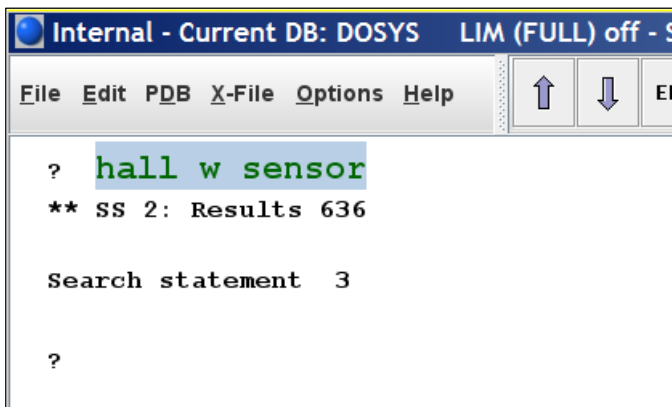 Internal - Current DB: DOSYS LIM (FULL) off -
File Edit PDB X-File Options Help
? hall w sensor
** SS 2: Results 636
Search statement 3
?